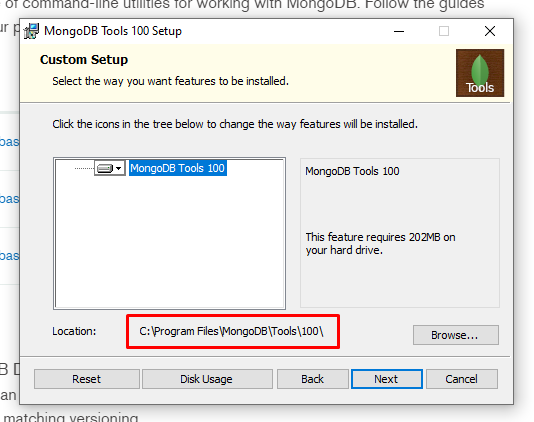 of command-line utilities for working with MongoDB. Follow the guides
MongoDB Tools 100 Setup
Custom Setup
Select the way you want features to be installed.
Tools
Click the icons in the tree below to change the way features will be installed.
MongoDB Tools 100
MongoDB Tools 100
This feature requires 202MB on
your hard drive.
Location:
C:\Program Files\MongoDB\Tools\100\
Browse...
Reset
Disk Usage
Back
Next
Cancel
matching versioning